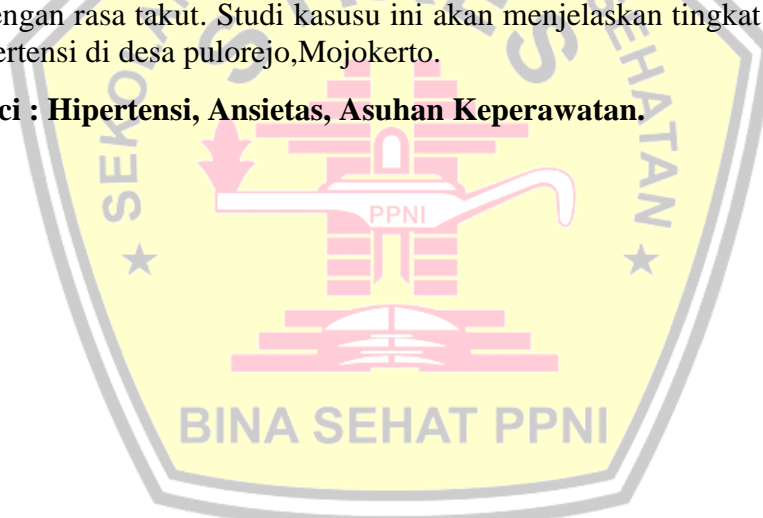 engan rasa takut. Studi kasusu ini akan menjelaskan tingkat
ertensi di desa pulorejo,Mojokerto.
ci : Hipertensi, Ansietas, Asuhan Keperawatan.
SEHATAN
PPNI
BINA SEHAT PPNI